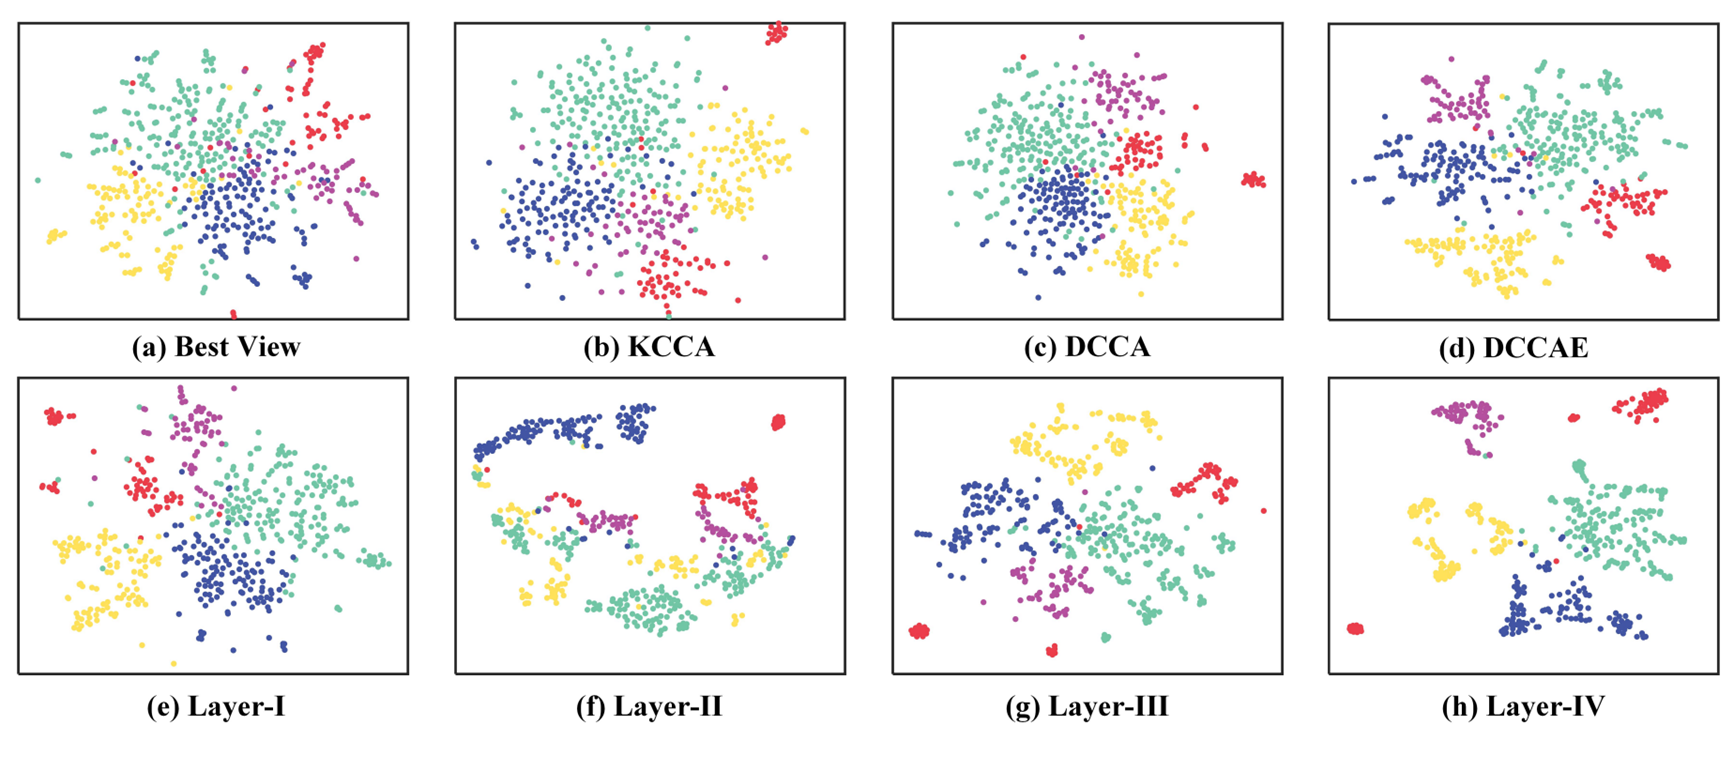 (a) Best View
(b) KCCA
(c) DCCA
(d) DCCAE
(e) Layer-I
(f) Layer-II
(g) Layer-III
(h) Layer-IV